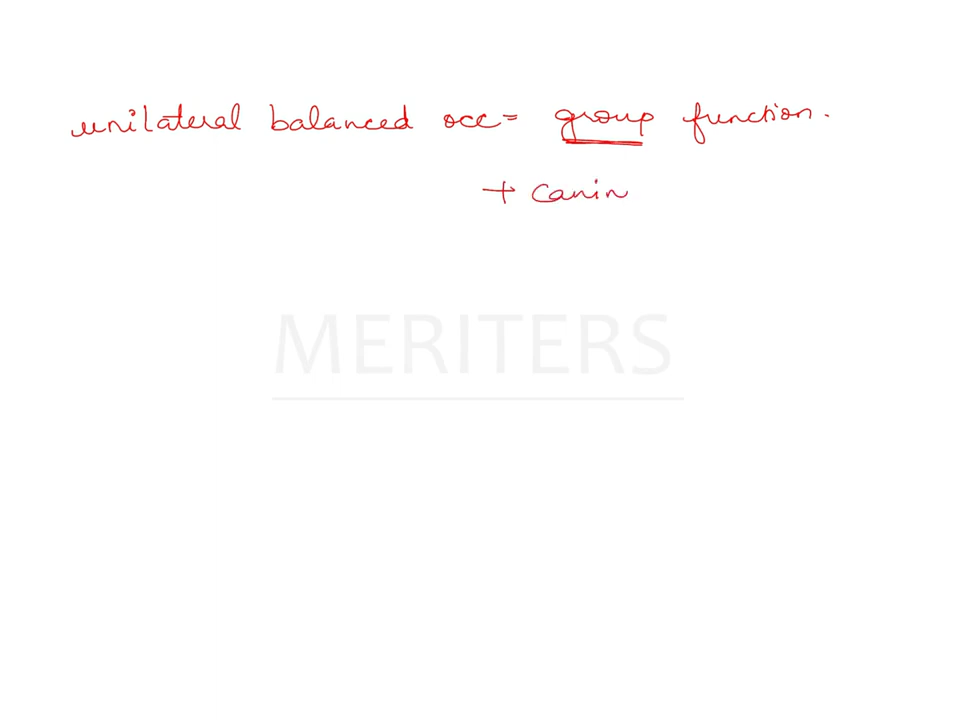 unilateral balanced occ= group function.
+ canin
MERITERS